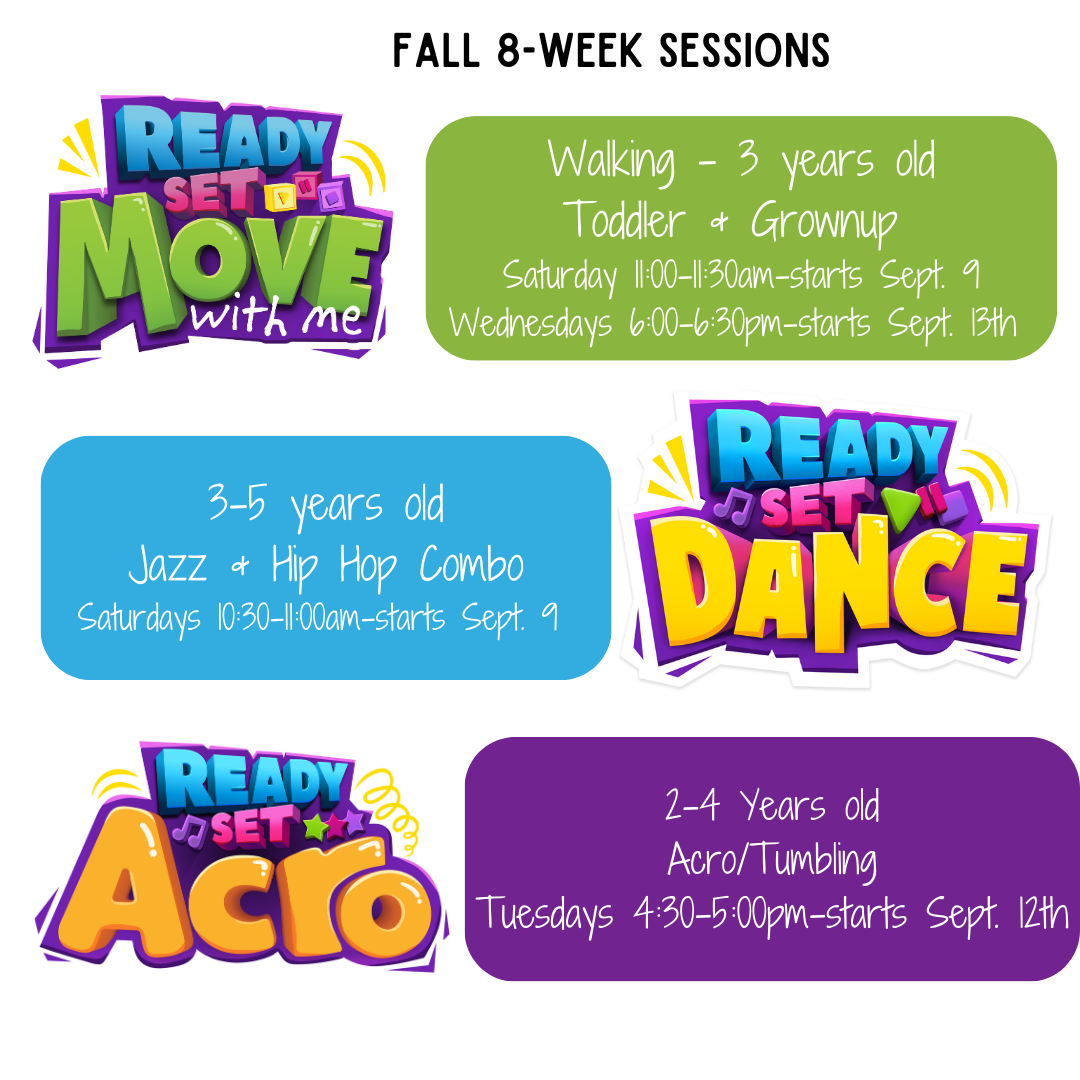 FALL 8-WEEK SESSIONS
READY
SET
MOVE
with me
Walking - 3 years old
Toddler & Grownup
Saturday 11:00-11:30am-starts Sept. 9
Wednesdays 6:00-6:30pm-starts Sept. 13th
3-5 years old
Jazz & Hip Hop Combo
Saturdays 10:30-11:00am-starts Sept. 9
READY
SET
DANCE
READY
SET
Acro
2-4 Years old
Acro/Tumbling
Tuesdays 4:30-5:00pm-starts Sept. 12th